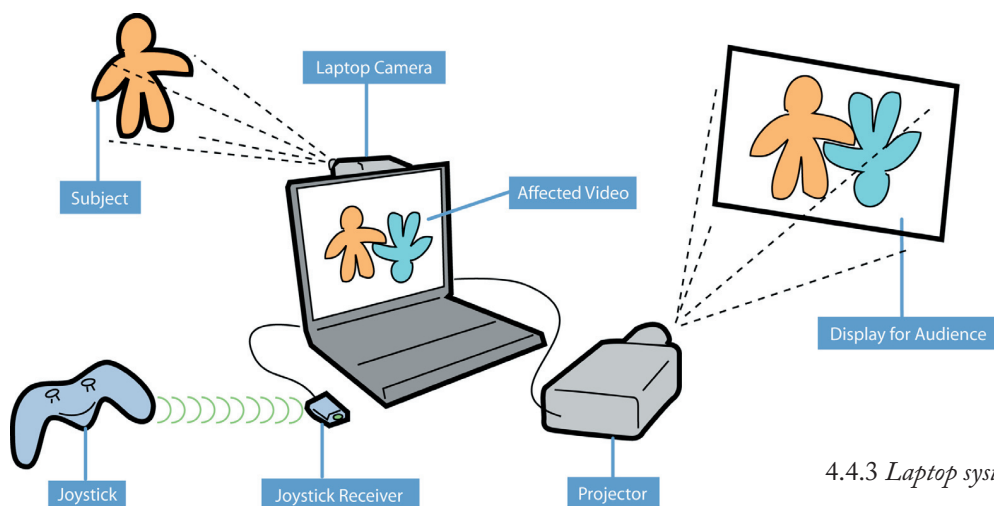 Laptop Camera
Subject
Affected Video
Display for Audience
Joystick
Joystick Receiver
Projector
4.4.3 Laptop